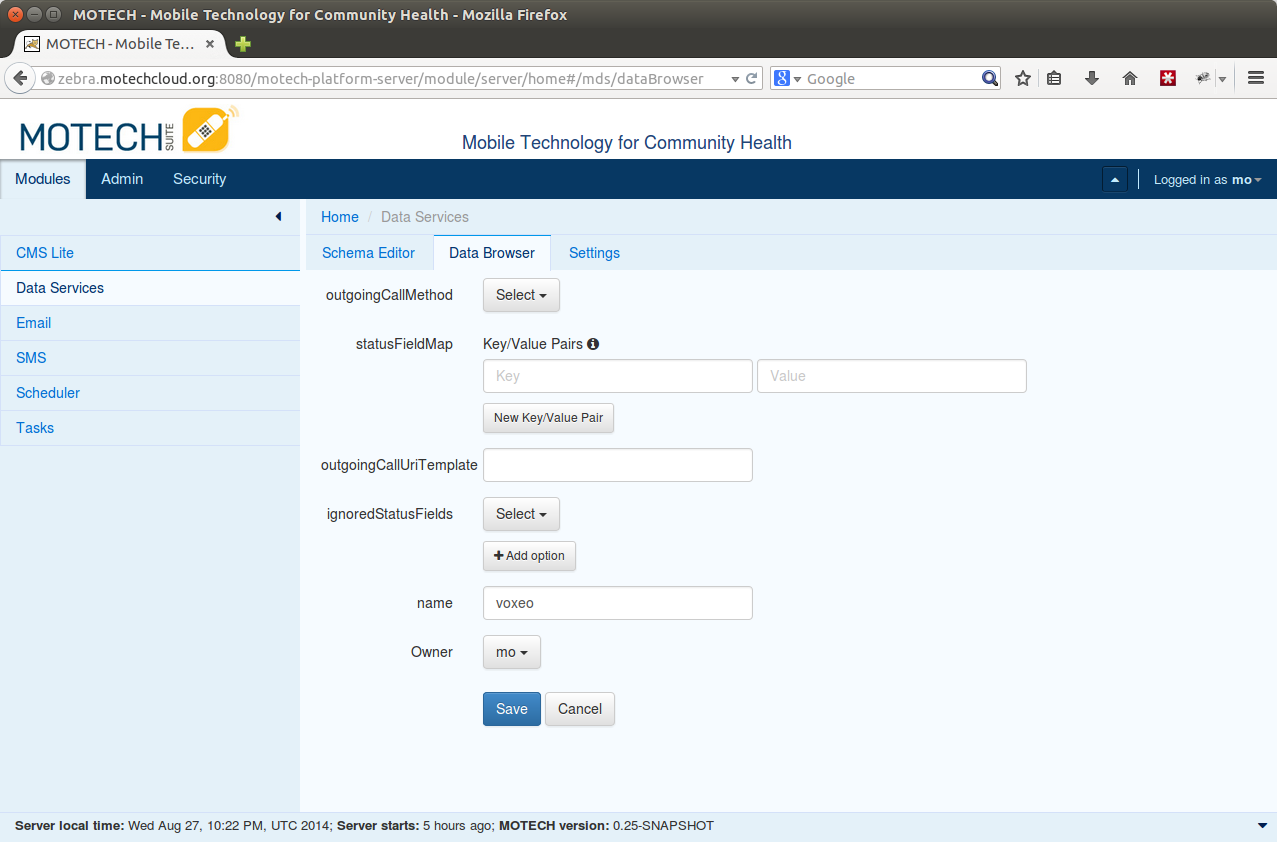 MOTECH - Mobile Technology for Community Health - Mozilla Firefox
MOTECH - Mobile Te...
zebra.motechcloud.org:8080/motech-platform-server/module/server/home#/mds/dataBrowser
8 Google
MOTECH SUITE
Mobile Technology for Community Health
Modules Admin Security Logged in as mo
Home / Data Services
CMS Lite
Data Services
Email
SMS
Scheduler
Tasks
Schema Editor Data Browser Settings
outgoingCallMethod Select
statusFieldMap Key/Value Pairs
Key Value
New Key/Value Pair
outgoingCallUriTemplate
ignoredStatusFields Select
Add option
name voxeo
Owner mo
Save Cancel
Server local time: Wed Aug 27, 10:22 PM, UTC 2014; Server starts: 5 hours ago; MOTECH version: 0.25-SNAPSHOT